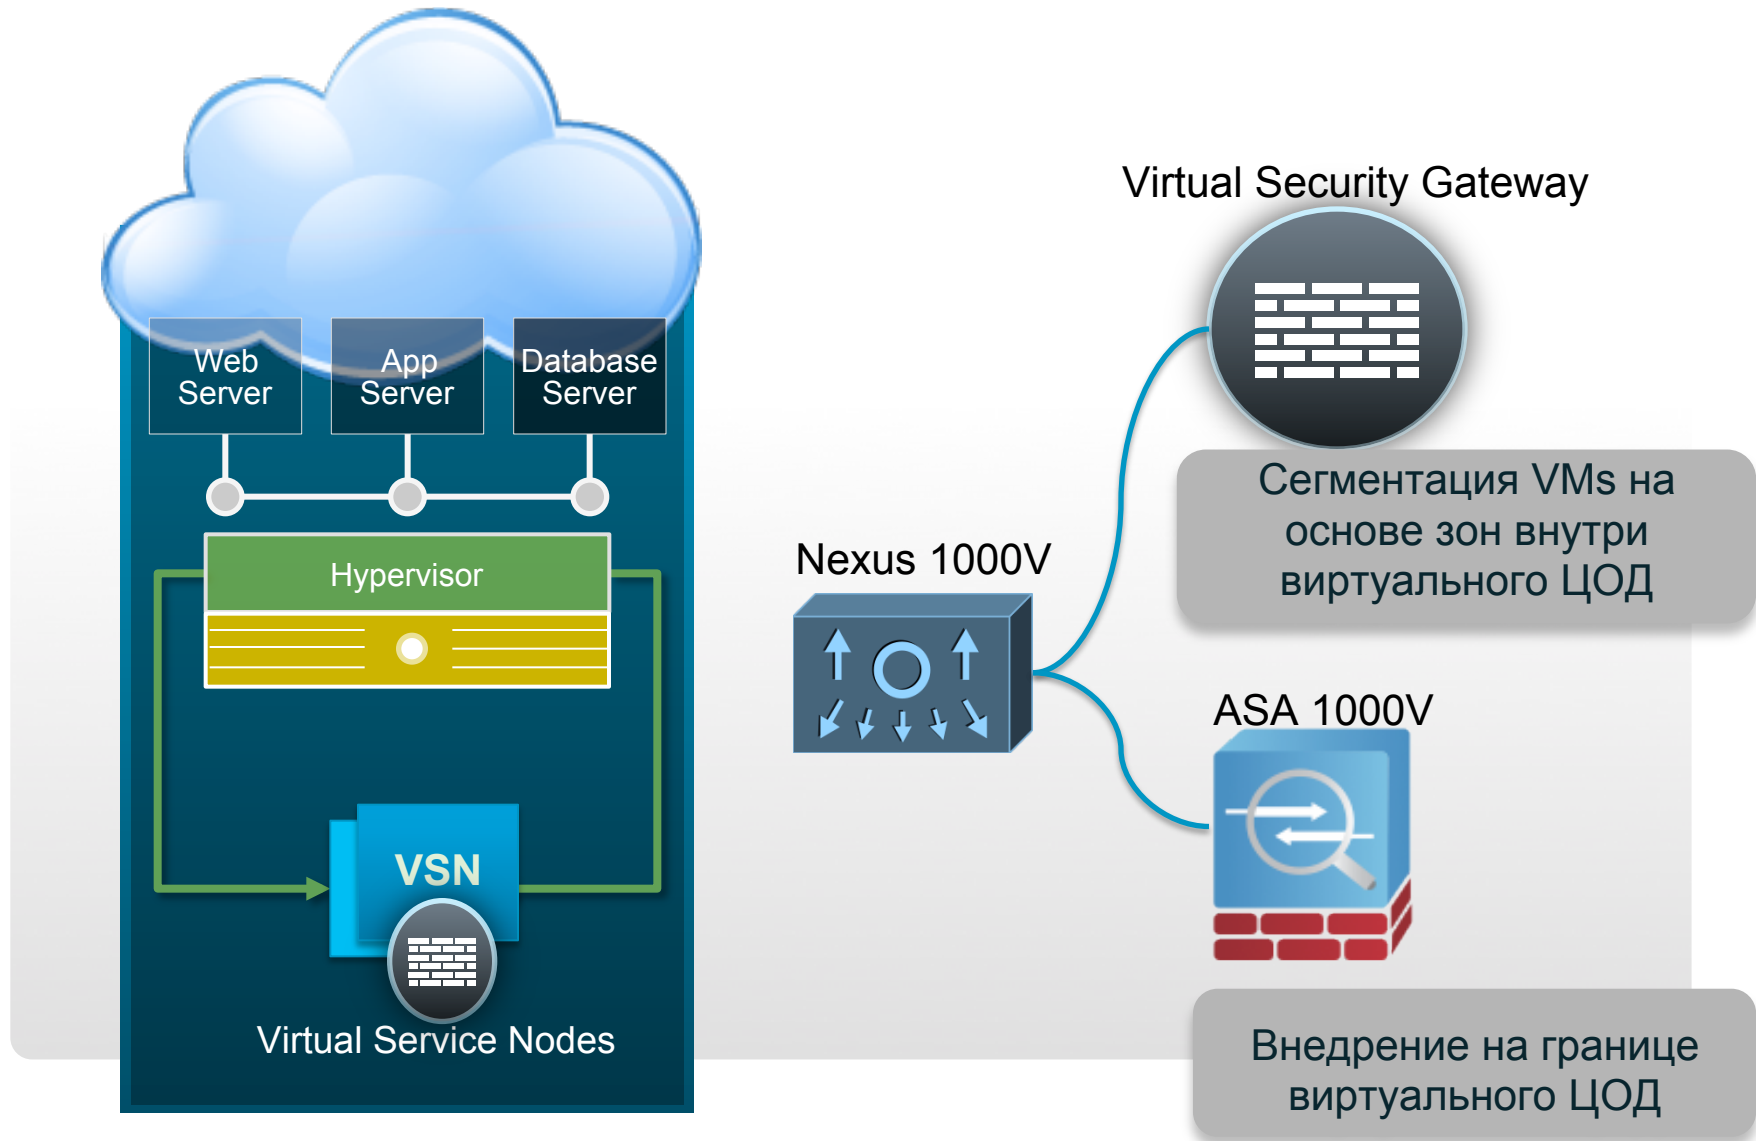 Web
Server
App
Server
Database
Server
Hypervisor
VSN
Virtual Service Nodes
Nexus 1000V
Virtual Security Gateway
Сегментация VMs на
основе зон внутри
виртуального ЦОД
ASA 1000V
Внедрение на границе
виртуального ЦОД